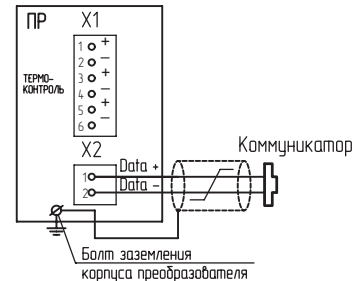 ПР
X1
1 +
2 –
3 +
4 –
5 +
6 –
ТЕРМО-
КОНТРОЛЬ
X2
1 Data +
2 Data –
Коммуникатор
Болт заземления
корпуса преобразователя